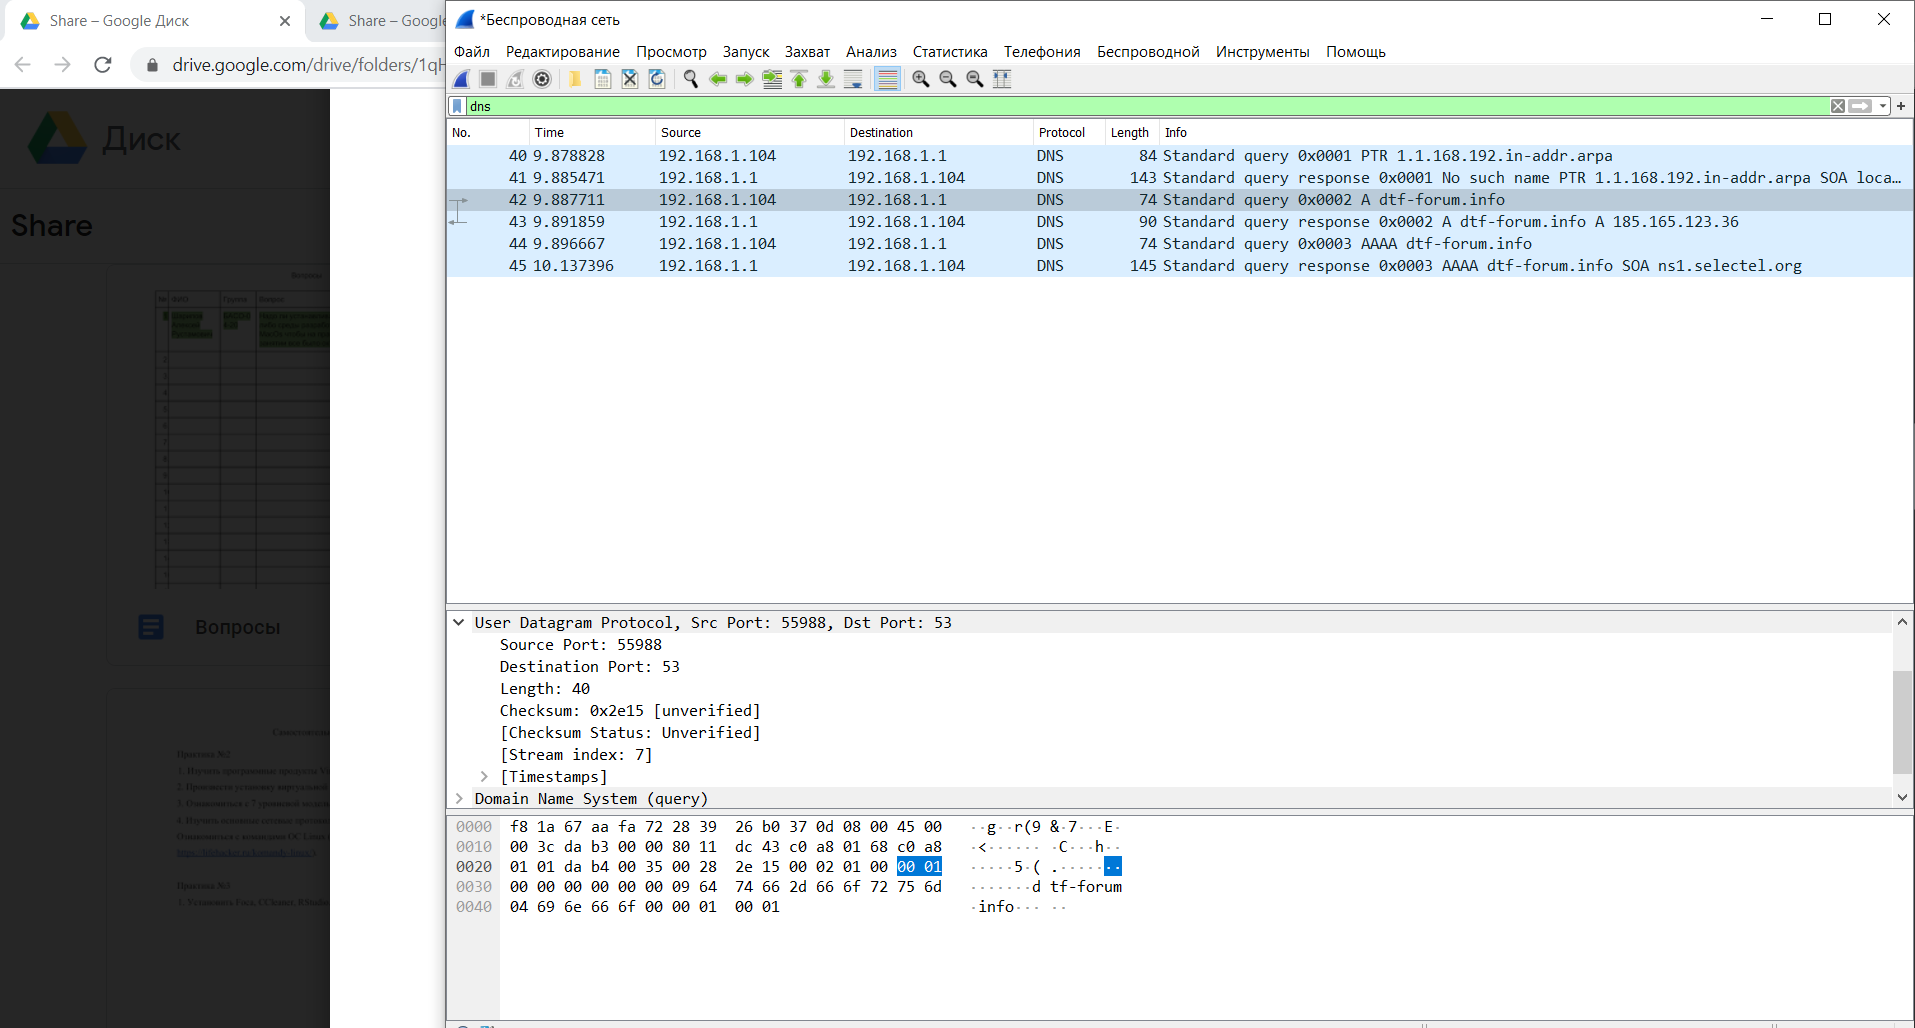 Share – Google Диск
Share – Goog
drive.google.com/drive/folders/1qH
Диск
Share
Вопросы
Вопросы
*Беспроводная сеть
Файл Редактирование Просмотр Запуск Захват Анализ Статистика Телефония Беспроводной Инструменты Помощь
dns
No. Time Source Destination Protocol Length Info
40 9.878828 192.168.1.104 192.168.1.1 DNS 84 Standard query 0x0001 PTR 1.1.168.192.in-addr.arpa
41 9.885471 192.168.1.1 192.168.1.104 DNS 143 Standard query response 0x0001 No such name PTR 1.1.168.192.in-addr.arpa SOA loca…
42 9.887711 192.168.1.104 192.168.1.1 DNS 74 Standard query 0x0002 A dtf-forum.info
43 9.891859 192.168.1.1 192.168.1.104 DNS 90 Standard query response 0x0002 A dtf-forum.info A 185.165.123.36
44 9.896667 192.168.1.104 192.168.1.1 DNS 74 Standard query 0x0003 AAAA dtf-forum.info
45 10.137396 192.168.1.1 192.168.1.104 DNS 145 Standard query response 0x0003 AAAA dtf-forum.info SOA ns1.selectel.org
User Datagram Protocol, Src Port: 55988, Dst Port: 53
Source Port: 55988
Destination Port: 53
Length: 40
Checksum: 0x2e15 [unverified]
[Checksum Status: Unverified]
[Stream index: 7]
[Timestamps]
Domain Name System (query)
0000 f8 1a 67 aa fa 72 28 39 26 b0 37 0d 08 00 45 00 ··g··r(9 &·7···E·
0010 00 3c da b3 00 00 80 11 dc 43 c0 a8 01 68 c0 a8 ·<······ ·C···h··
0020 01 01 da b4 00 35 00 28 2e 15 00 02 01 00 00 01 ·····5·( .·······
0030 00 00 00 00 00 00 09 64 74 66 2d 66 6f 72 75 6d ·······d tf-forum
0040 04 69 6e 66 6f 00 00 01 00 01 ·info··· ··